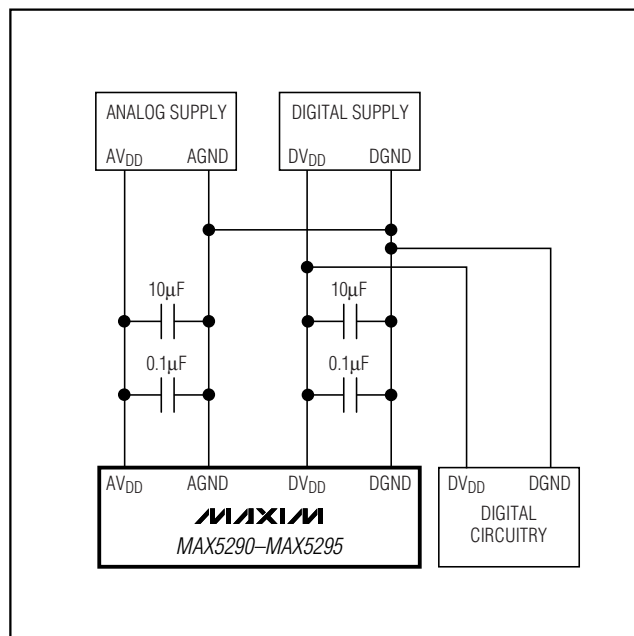 ANALOG SUPPLY
AVDD AGND
DIGITAL SUPPLY
DVDD DGND
10μF
0.1μF
10μF
0.1μF
AVDD AGND DVDD DGND
MAXIM
MAX5290–MAX5295
DVDD DGND
DIGITAL
CIRCUITRY